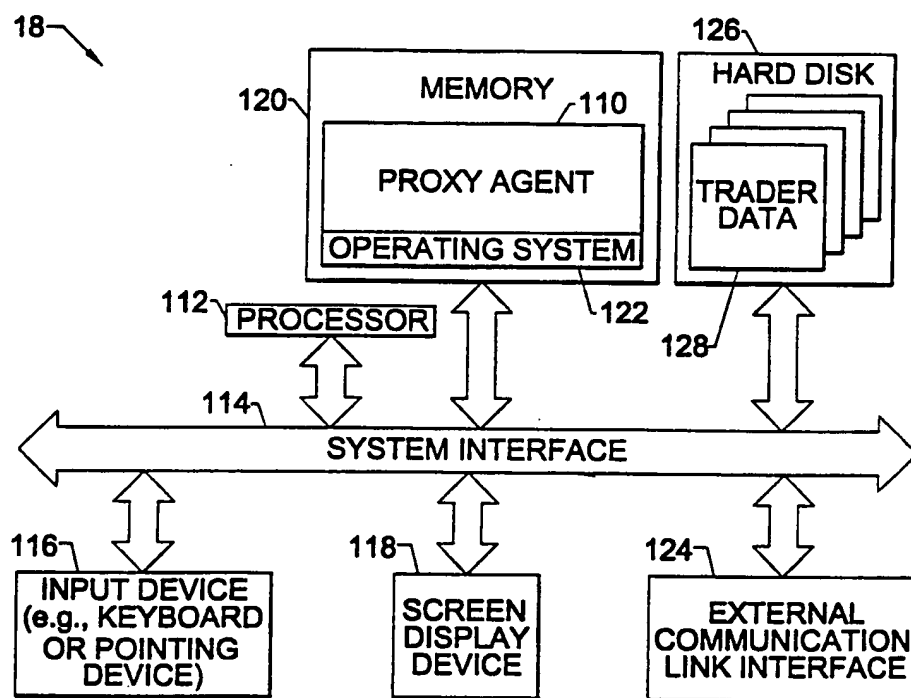 18
126
HARD DISK
120
MEMORY
110
PROXY AGENT
OPERATING SYSTEM
TRADER
DATA
112
PROCESSOR
122
128
114
SYSTEM INTERFACE
116
INPUT DEVICE
(e.g., KEYBOARD
OR POINTING
DEVICE)
118
SCREEN
DISPLAY
DEVICE
124
EXTERNAL
COMMUNICATION
LINK INTERFACE